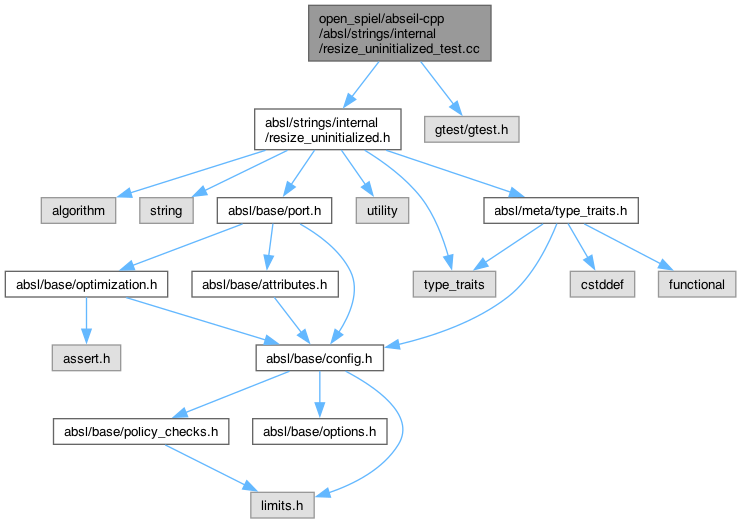 open_spiel/abseil-cpp
/absl/strings/internal
/resize_uninitialized_test.cc
absl/strings/internal
/resize_uninitialized.h
gtest/gtest.h
algorithm
string
absl/base/port.h
utility
absl/meta/type_traits.h
absl/base/optimization.h
absl/base/attributes.h
type_traits
cstddef
functional
assert.h
absl/base/config.h
absl/base/policy_checks.h
absl/base/options.h
limits.h